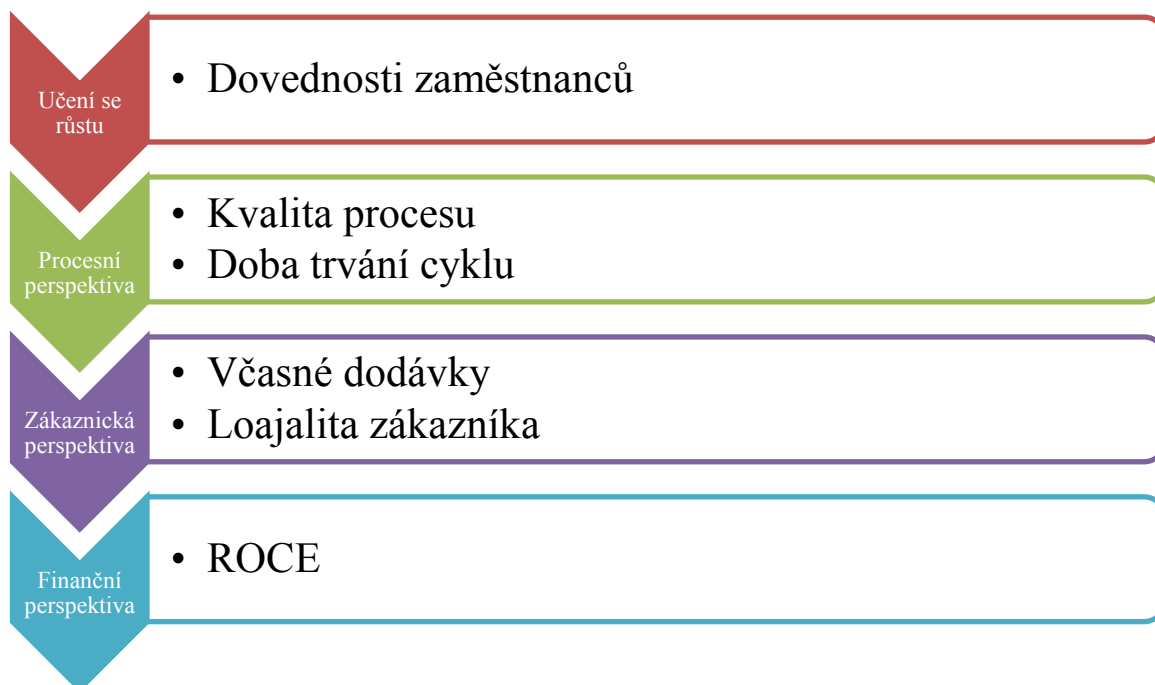 Učení se
růstu
• Dovednosti zaměstnanců
Procesní
perspektiva
• Kvalita procesu
• Doba trvání cyklu
Zákaznická
perspektiva
• Včasné dodávky
• Loajalita zákazníka
Finanční
perspektiva
• ROCE